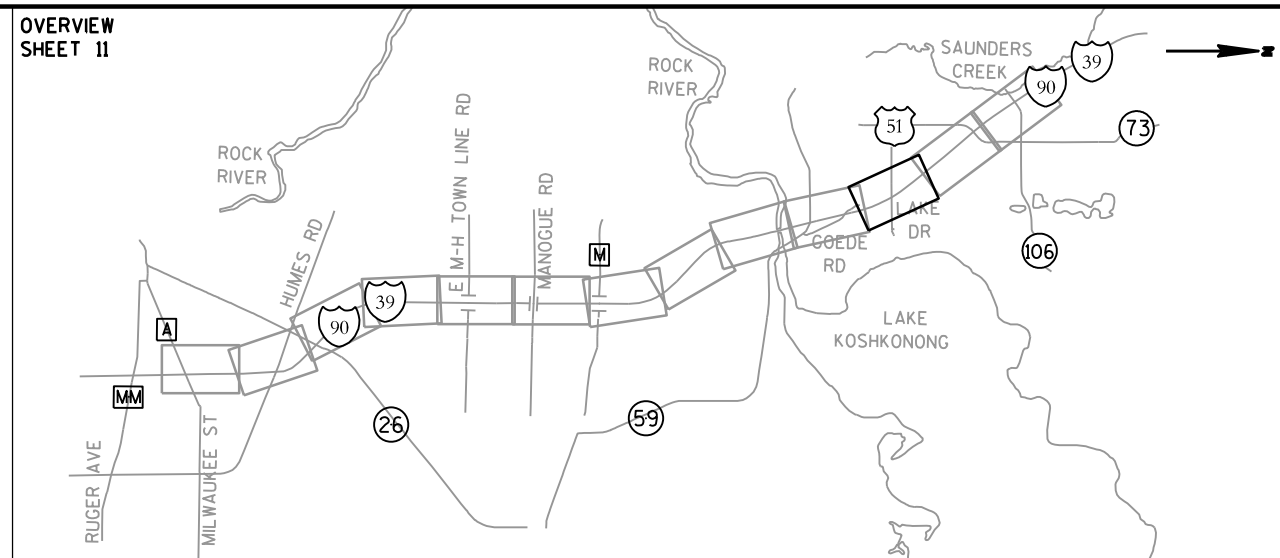 OVERVIEW
SHEET 11
ROCK
RIVER
SAUNDERS
CREEK
39
90
51
73
ROCK
RIVER
E M-H TOWN LINE RD
MANOGUE RD
HUMES RD
M
LAKE
DR
GOEDE
RD
106
39
90
A
MM
LAKE
KOSHKONONG
26
59
RUGER AVE
MILWAUKEE ST